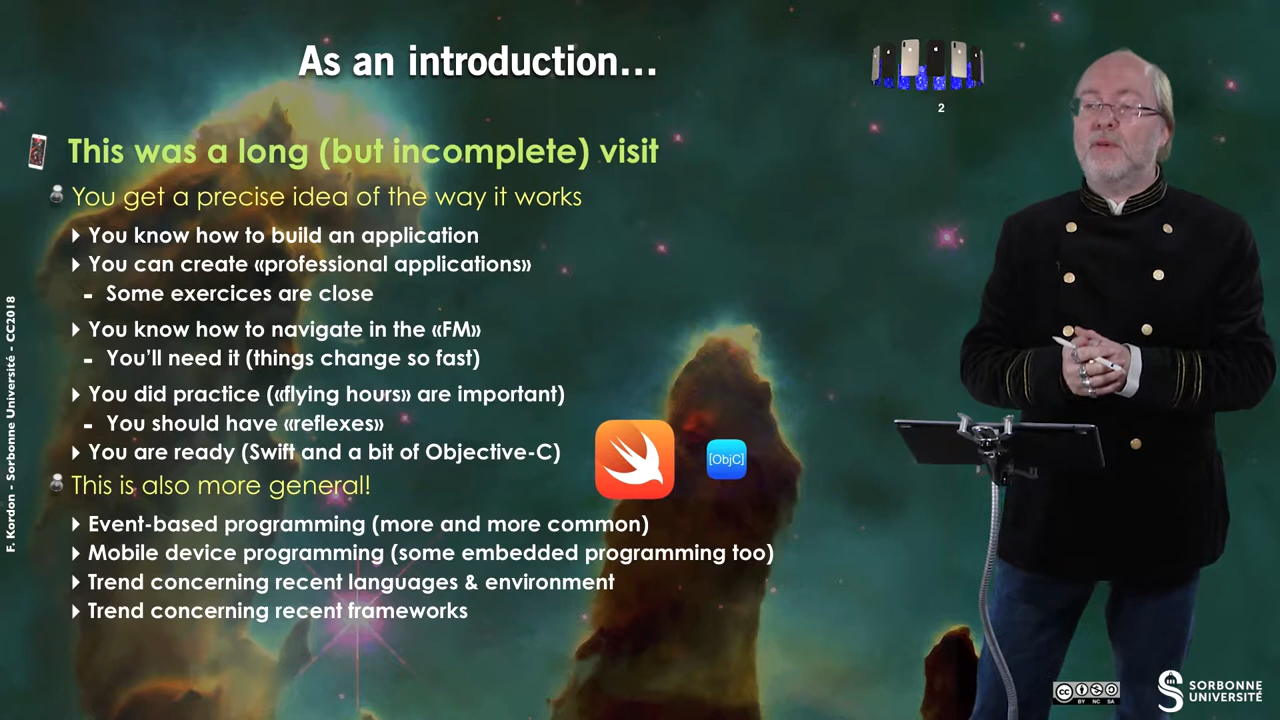 As an introduction...
2
This was a long (but incomplete) visit
You get a precise idea of the way it works
You know how to build an application
You can create «professional applications»
- Some exercices are close
You know how to navigate in the «FM»
- You'll need it (things change so fast)
You did practice («flying hours» are important)
- You should have «reflexes»
You are ready (Swift and a bit of Objective-C)
[ObjC]
This is also more general!
Event-based programming (more and more common)
Mobile device programming (some embedded programming too)
Trend concerning recent languages & environment
Trend concerning recent frameworks
F. Kordon - Sorbonne Université - CC2018
cc
BY NC SA
SORBONNE
UNIVERSITÉ